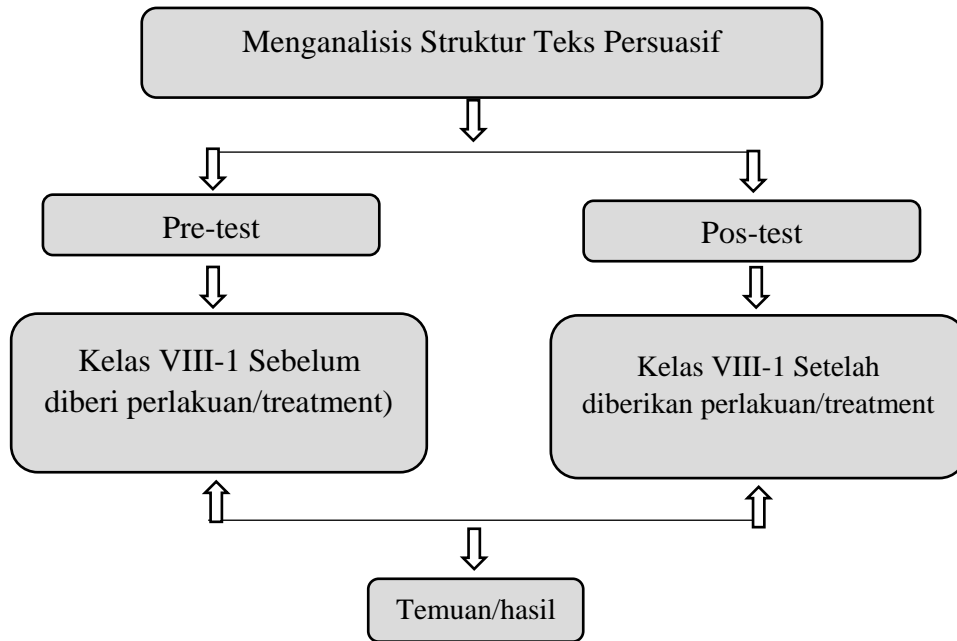 Menganalisis Struktur Teks Persuasif
Pre-test
Pos-test
Kelas VIII-1 Sebelum
diberi perlakuan/treatment)
Kelas VIII-1 Setelah
diberikan perlakuan/treatment
Temuan/hasil